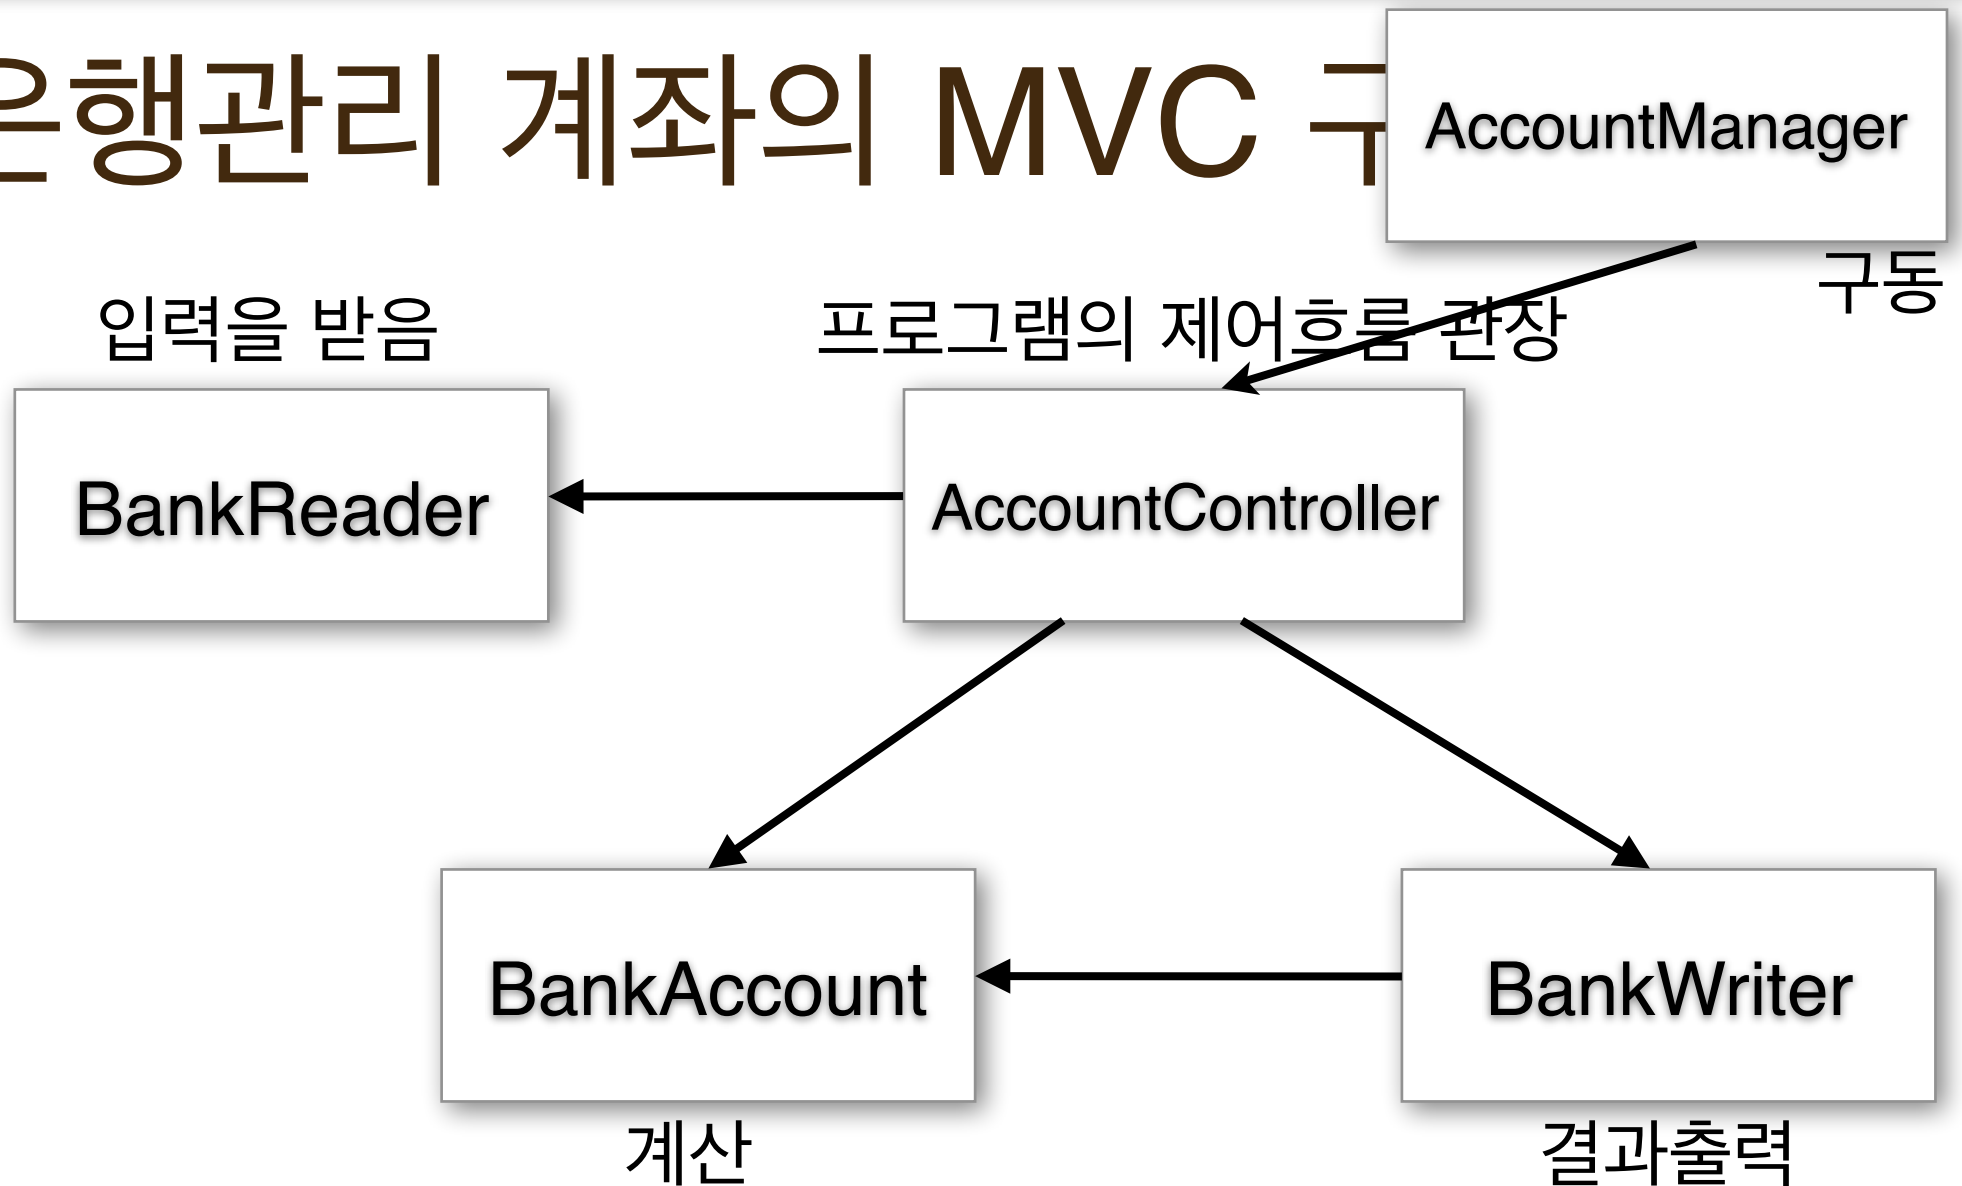 은행관리 계좌의 MVC 구
AccountManager
구동
입력을 받음
프로그램의 제어흐름 관장
BankReader
AccountController
BankAccount
BankWriter
계산
결과출력